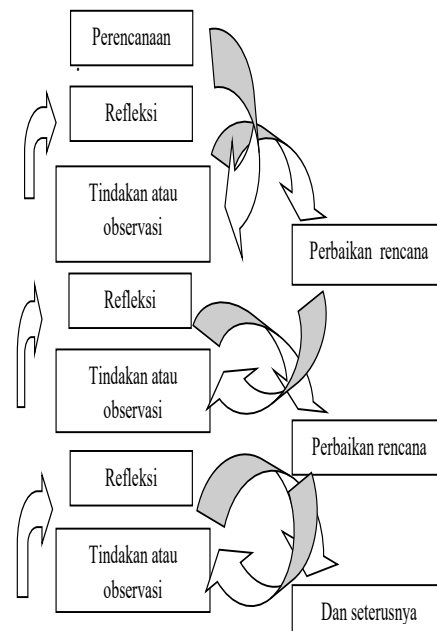 Perencanaan
.
Refleksi
Tindakan atau
observasi
Perbaikan rencana
Refleksi
Tindakan atau
observasi
Perbaikan rencana
Refleksi
Tindakan atau
observasi
Dan seterusnya